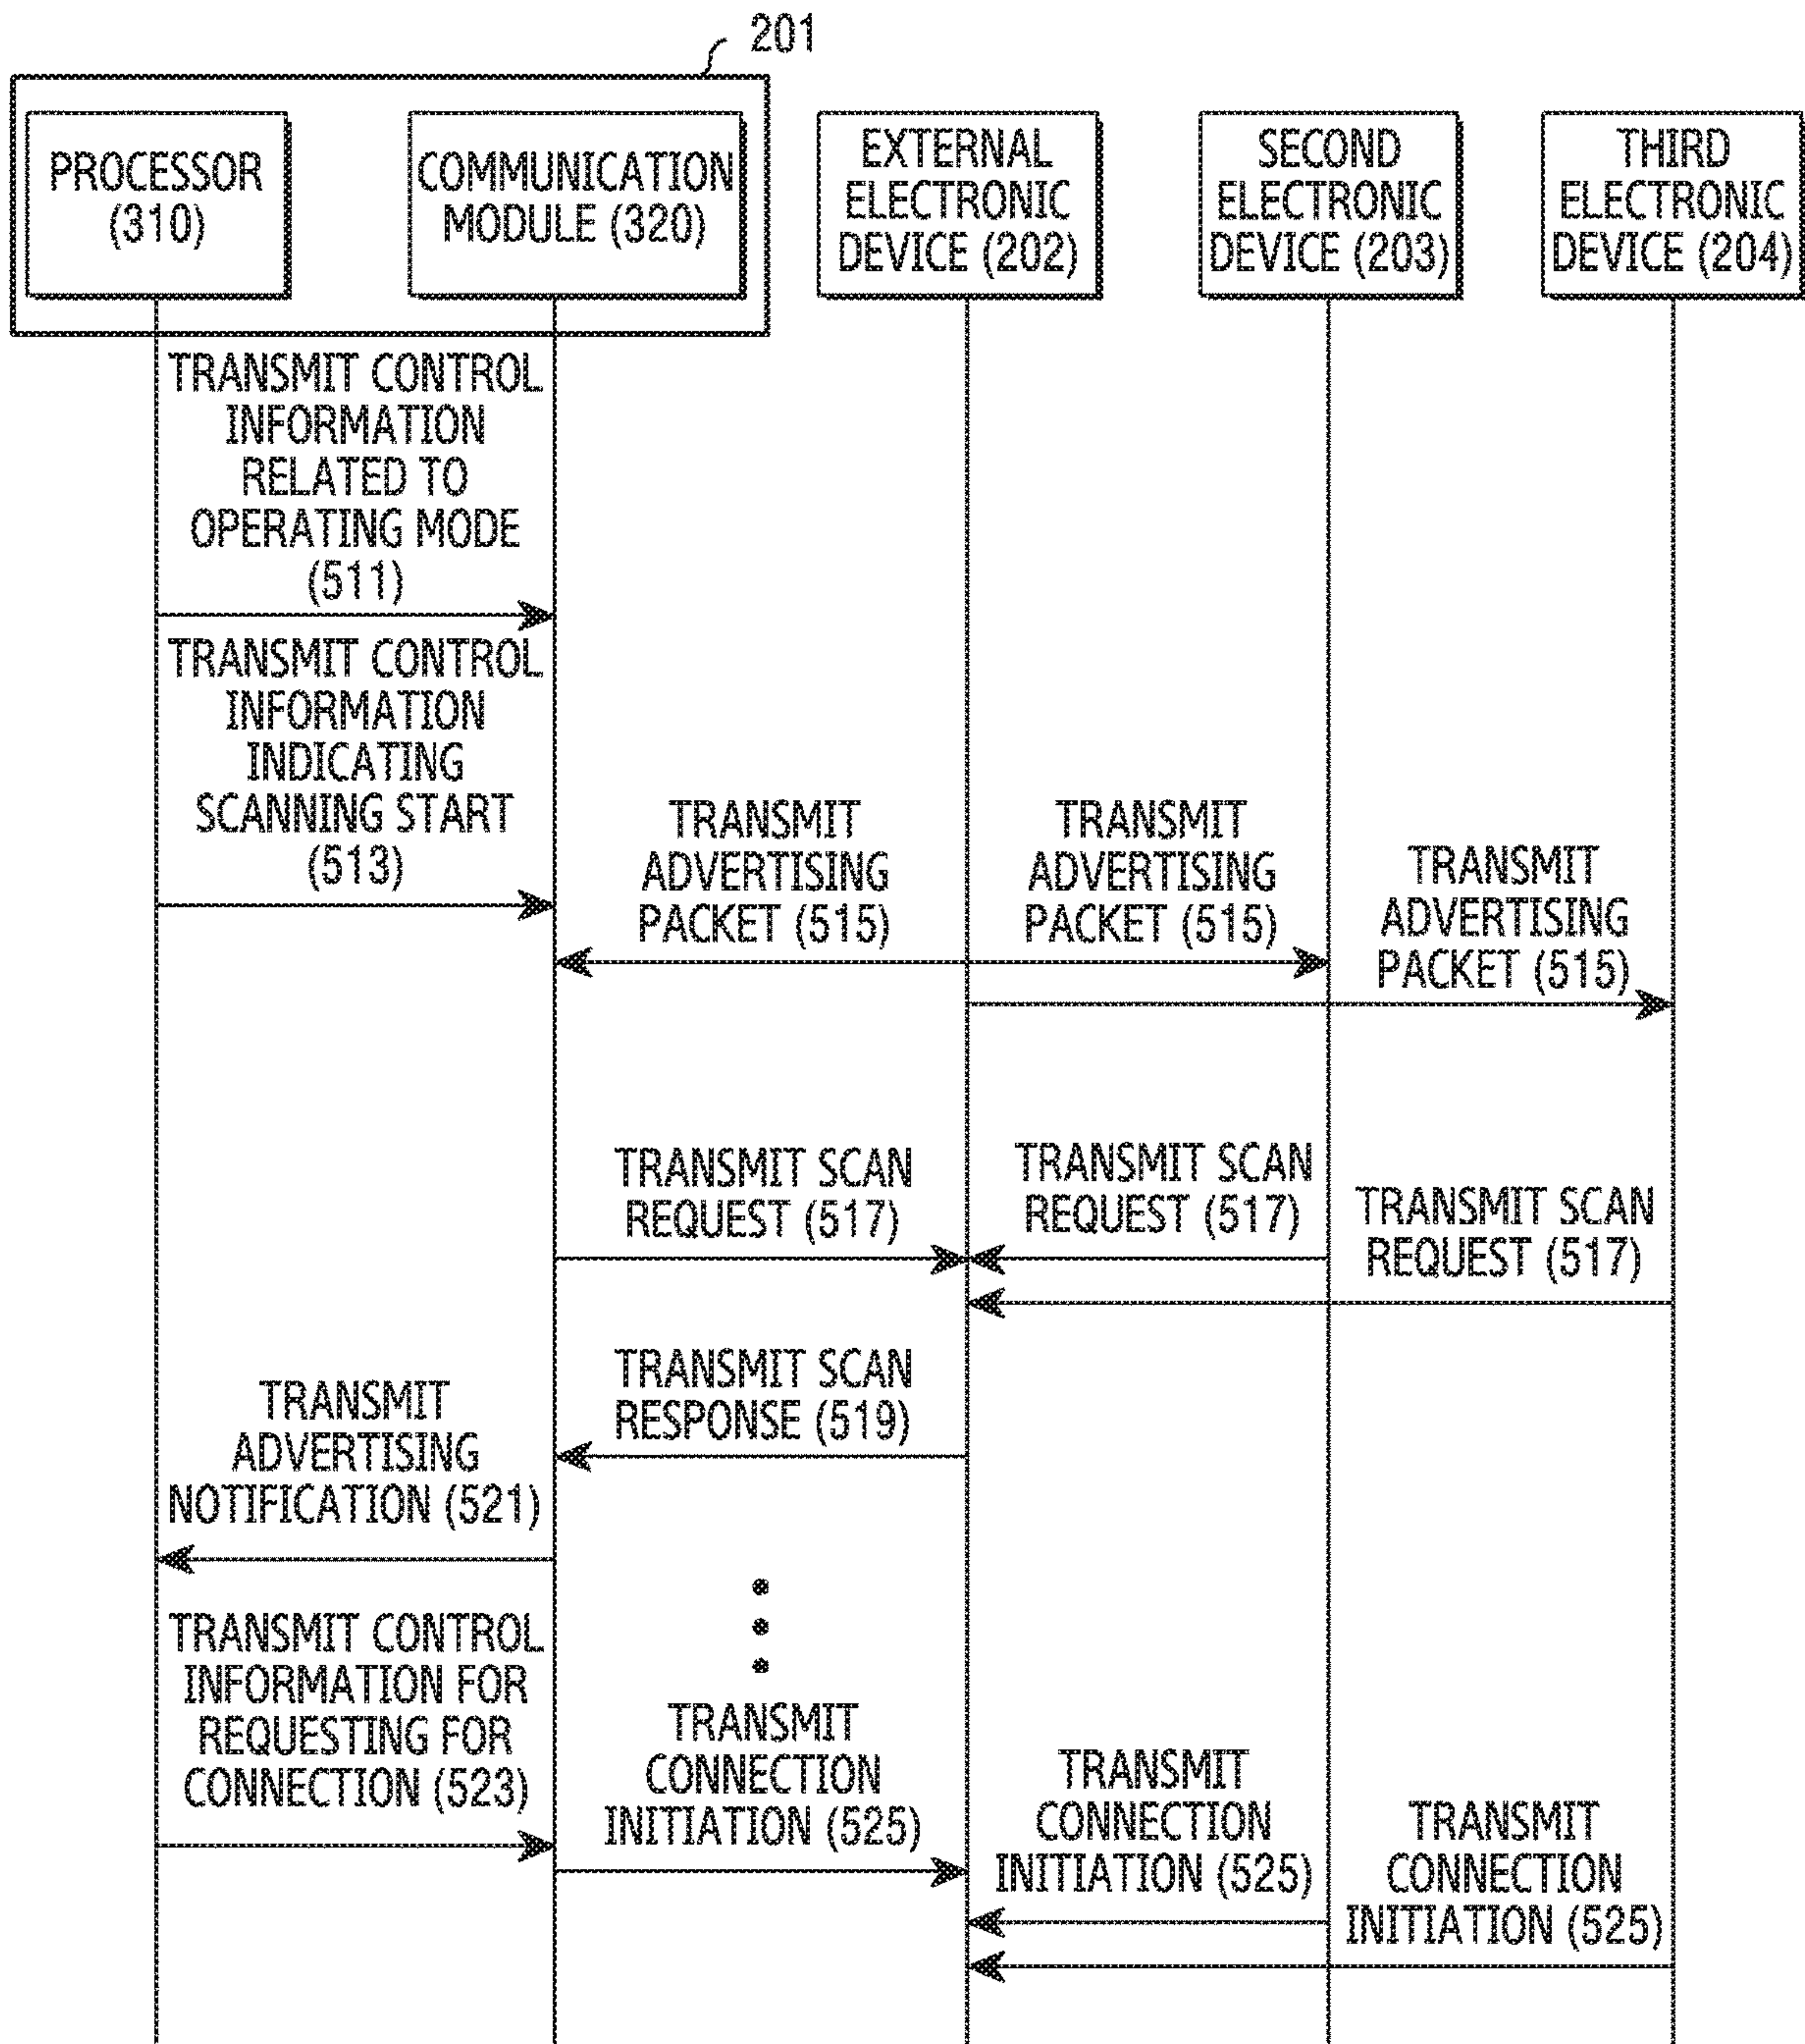 201
PROCESSOR
(310)
COMMUNICATION
MODULE (320)
EXTERNAL
ELECTRONIC
DEVICE (202)
SECOND
ELECTRONIC
DEVICE (203)
THIRD
ELECTRONIC
DEVICE (204)
TRANSMIT CONTROL
INFORMATION
RELATED TO
OPERATING MODE
(511)
TRANSMIT CONTROL
INFORMATION
INDICATING
SCANNING START
(513)
TRANSMIT
ADVERTISING
PACKET (515)
TRANSMIT
ADVERTISING
PACKET (515)
TRANSMIT
ADVERTISING
PACKET (515)
TRANSMIT SCAN
REQUEST (517)
TRANSMIT SCAN
REQUEST (517)
TRANSMIT SCAN
REQUEST (517)
TRANSMIT SCAN
RESPONSE (519)
TRANSMIT
ADVERTISING
NOTIFICATION (521)
TRANSMIT CONTROL
INFORMATION FOR
REQUESTING FOR
CONNECTION (523)
TRANSMIT
CONNECTION
INITIATION (525)
TRANSMIT
CONNECTION
INITIATION (525)
TRANSMIT
CONNECTION
INITIATION (525)